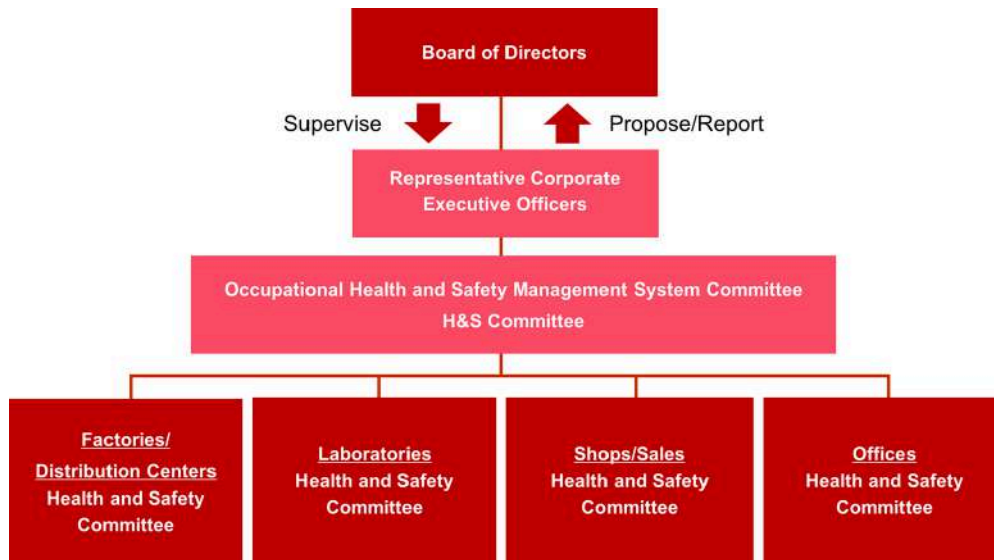 Board of Directors
Supervise
Propose/Report
Representative Corporate
Executive Officers
Occupational Health and Safety Management System Committee
H&S Committee
Factories/
Distribution Centers
Health and Safety
Committee
Laboratories
Health and Safety
Committee
Shops/Sales
Health and Safety
Committee
Offices
Health and Safety
Committee